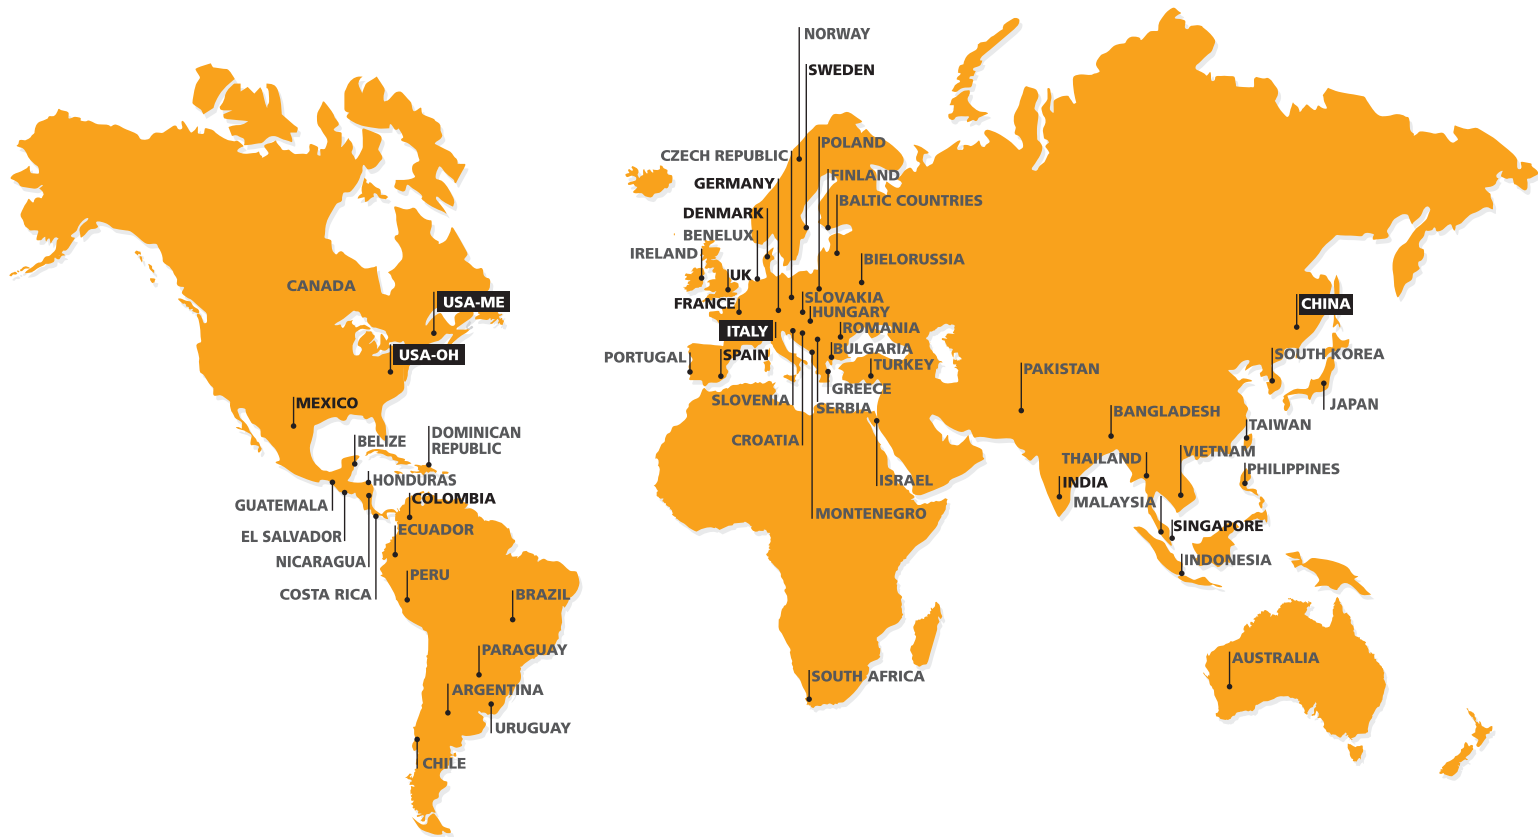 NORWAY
SWEDEN
POLAND
CZECH REPUBLIC
FINLAND
GERMANY
BALTIC COUNTRIES
DENMARK
BENELUX
IRELAND
BIELORUSSIA
UK
CANADA
SLOVAKIA
USA-ME
FRANCE
CHINA
HUNGARY
ROMANIA
ITALY
BULGARIA
USA-OH
SOUTH KOREA
PORTUGAL
SPAIN
TURKEY
PAKISTAN
GREECE
SLOVENIA
MEXICO
JAPAN
SERBIA
BANGLADESH
TAIWAN
DOMINICAN
REPUBLIC
BELIZE
CROATIA
VIETNAM
THAILAND
PHILIPPINES
HONDURAS
ISRAEL
INDIA
COLOMBIA
MALAYSIA
GUATEMALA
MONTENEGRO
SINGAPORE
ECUADOR
EL SALVADOR
NICARAGUA
INDONESIA
PERU
COSTA RICA
BRAZIL
PARAGUAY
AUSTRALIA
SOUTH AFRICA
ARGENTINA
URUGUAY
CHILE